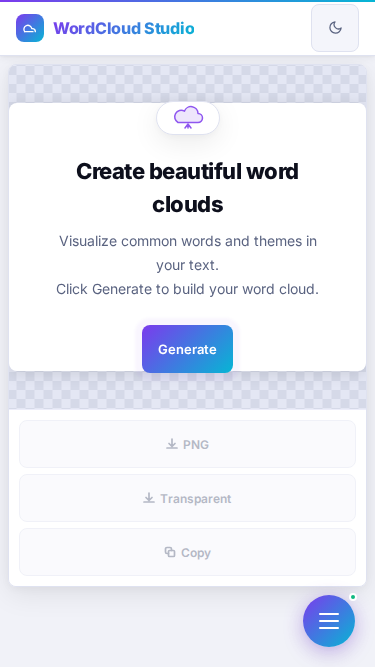 WordCloud Studio
Create beautiful word
clouds
Visualize common words and themes in
your text.
Click Generate to build your word cloud.
Generate
PNG
Transparent
Copy